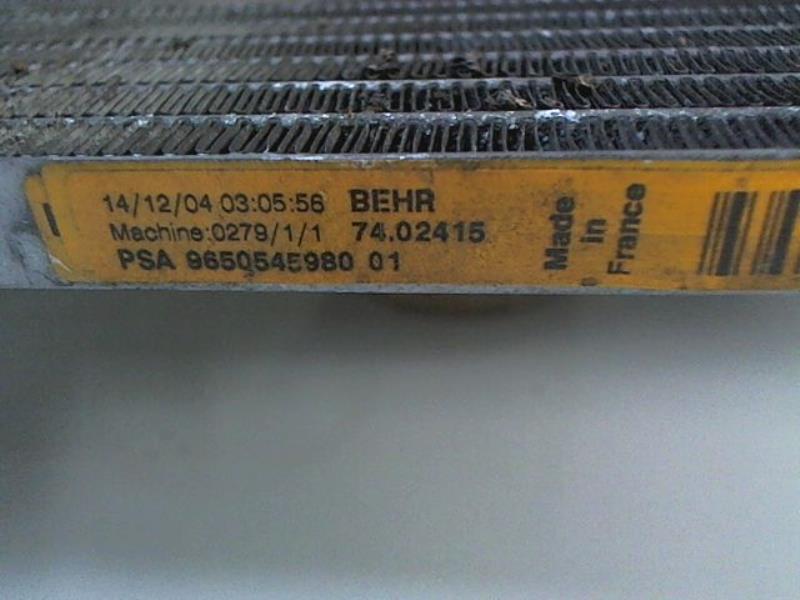 14/12/04 03:05:56 BEHR
Machine:0279/1/1 74.02415
PSA 9650545980 01
Made
in
France